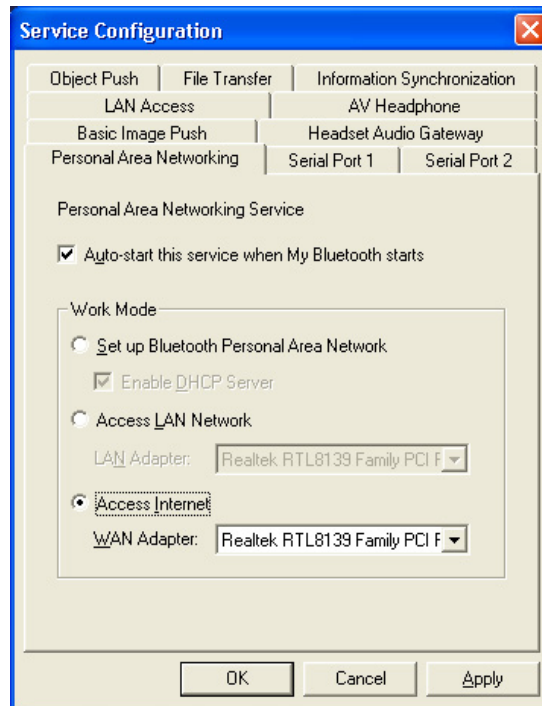 Service Configuration
Object Push File Transfer Information Synchronization
LAN Access AV Headphone
Basic Image Push Headset Audio Gateway
Personal Area Networking Serial Port 1 Serial Port 2
Personal Area Networking Service
Auto-start this service when My Bluetooth starts
Work Mode
Set up Bluetooth Personal Area Network
Enable DHCP Server
Access LAN Network
LAN Adapter: Realtek RTL8139 Family PCI F
Access Internet
WAN Adapter: Realtek RTL8139 Family PCI F
OK Cancel Apply